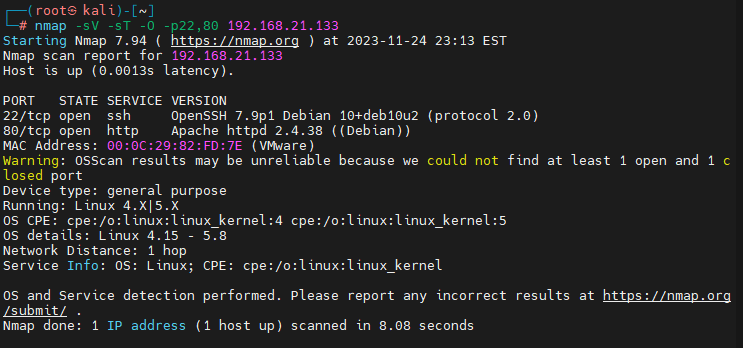 ┌──(root㉿kali)-[~]
└─# nmap -sV -sT -O -p22,80 192.168.21.133
Starting Nmap 7.94 ( https://nmap.org ) at 2023-11-24 23:13 EST
Nmap scan report for 192.168.21.133
Host is up (0.0013s latency).

PORT   STATE SERVICE VERSION
22/tcp open  ssh     OpenSSH 7.9p1 Debian 10+deb10u2 (protocol 2.0)
80/tcp open  http    Apache httpd 2.4.38 ((Debian))
MAC Address: 00:0C:29:82:FD:7E (VMware)
Warning: OSScan results may be unreliable because we could not find at least 1 open and 1 c
losed port
Device type: general purpose
Running: Linux 4.X|5.X
OS CPE: cpe:/o:linux:linux_kernel:4 cpe:/o:linux:linux_kernel:5
OS details: Linux 4.15 - 5.8
Network Distance: 1 hop
Service Info: OS: Linux; CPE: cpe:/o:linux:linux_kernel

OS and Service detection performed. Please report any incorrect results at https://nmap.org
/submit/ .
Nmap done: 1 IP address (1 host up) scanned in 8.08 seconds